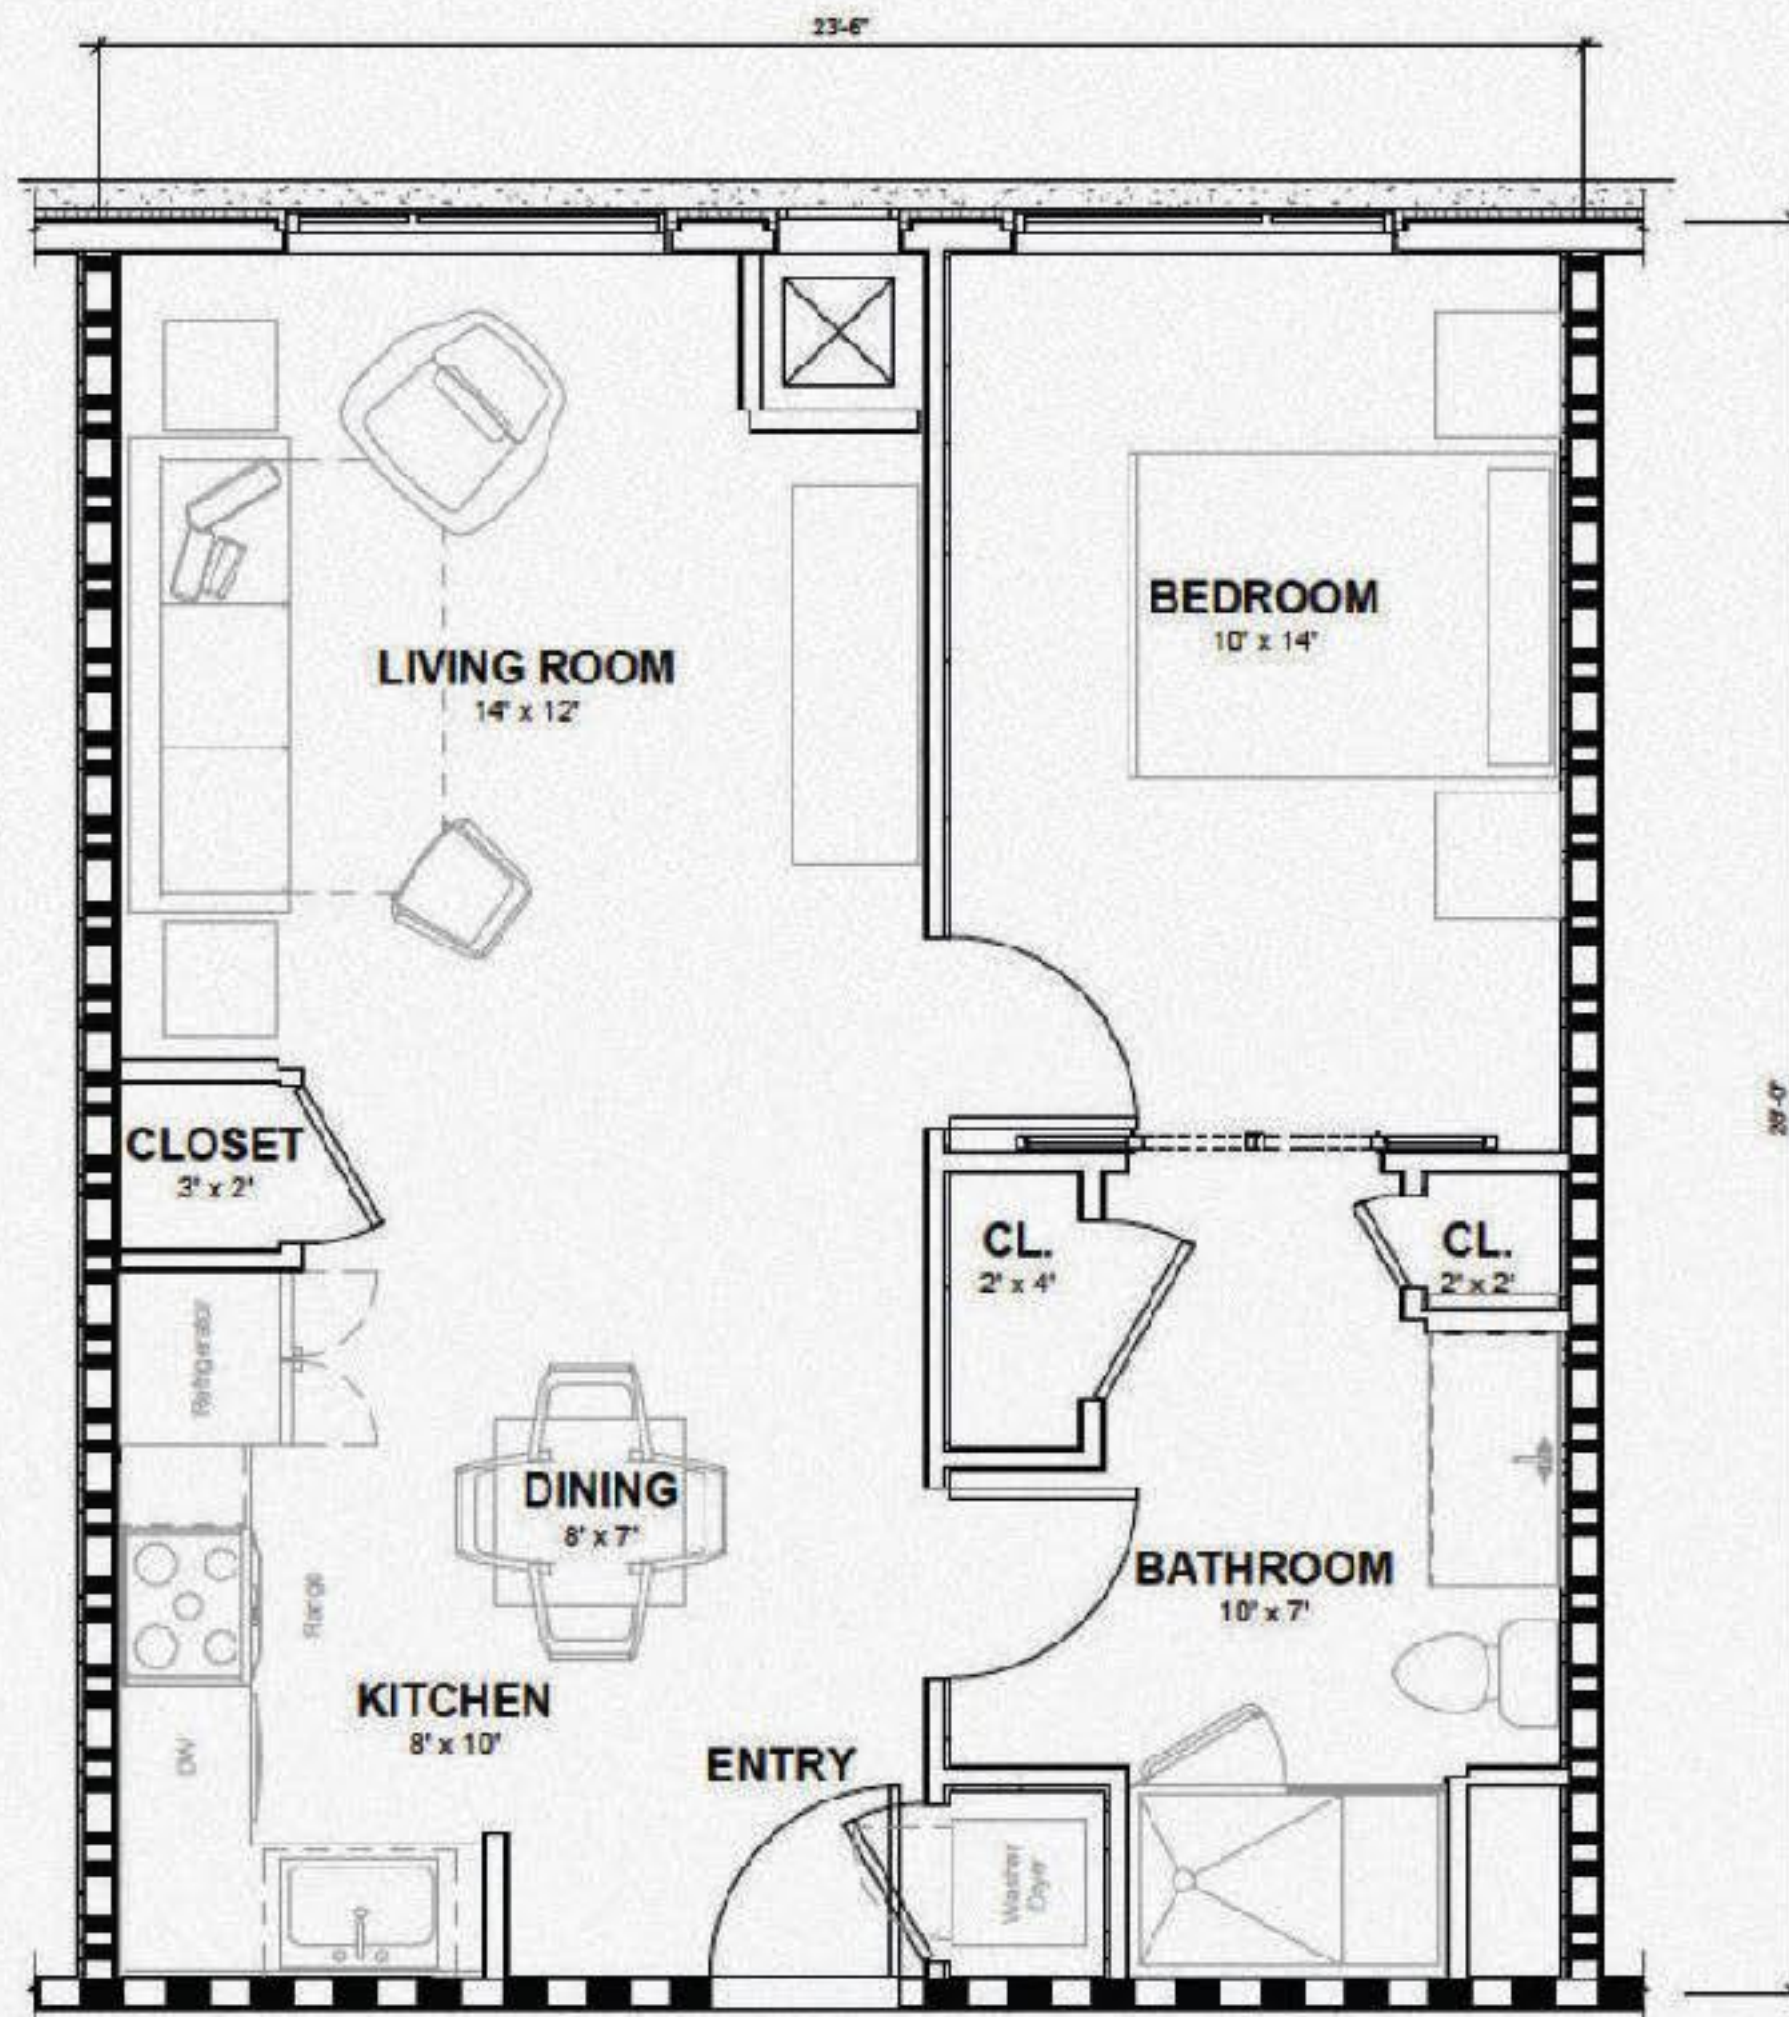 23'-6"
LIVING ROOM
14' x 12'
BEDROOM
10' x 14'
CLOSET
3' x 2'
CL.
2' x 4'
CL.
2' x 2'
Refrigerator
DINING
8' x 7'
Range
BATHROOM
10' x 7'
KITCHEN
8' x 10'
DW
ENTRY
Washer
Dryer